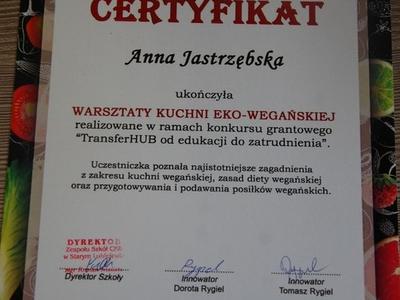 CERTYFIKAT
Anna Jastrzębska
ukończyła
WARSZTATY KUCHNI EKO-WEGAŃSKIEJ
realizowane w ramach konkursu grantowego
“TransferHUB od edukacji do zatrudnienia”.
Uczestniczka poznała najistotniejsze zagadnienia
z zakresu kuchni wegańskiej, zasad diety wegańskiej
oraz przygotowywania i podawania posiłków wegańskich.
DYREKTOR
Zespołu Szkół
w Starym Lubiejewie
Dyrektor Szkoły
Innowator
Dorota Rygiel
Innowator
Tomasz Rygiel